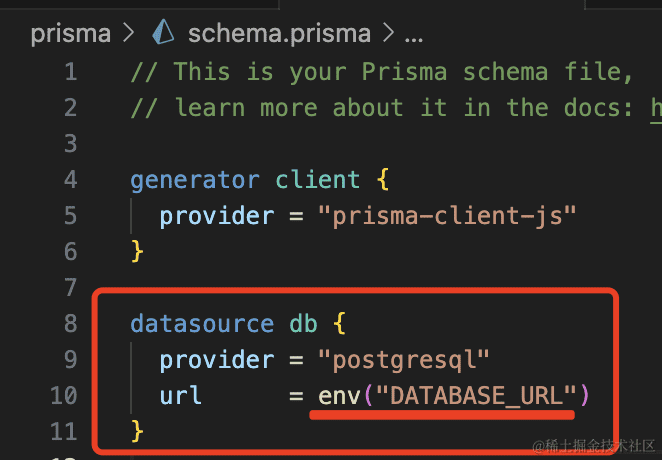 prisma > schema.prisma > ...
1 // This is your Prisma schema file,
2 // learn more about it in the docs: h
3
4 generator client {
5   provider = "prisma-client-js"
6 }
7
8 datasource db {
9   provider = "postgresql"
10   url      = env("DATABASE_URL")
11 }
@稀土掘金技术社区